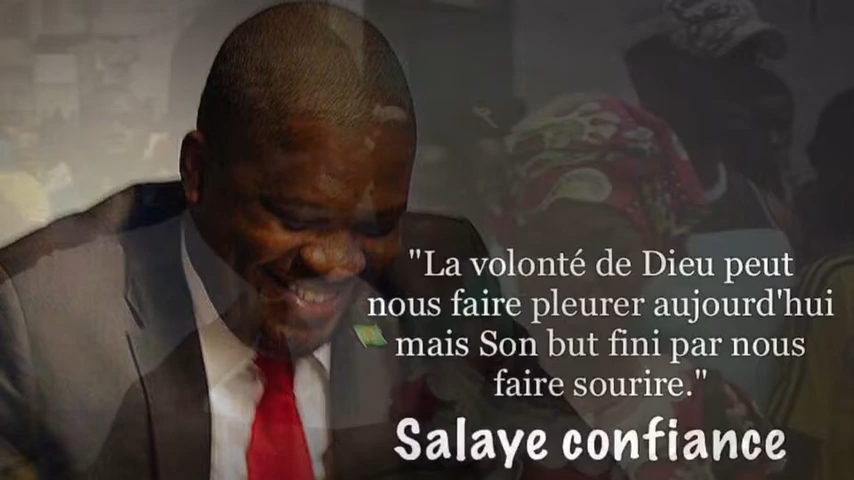 "La volonté de Dieu peut
nous faire pleurer aujourd'hui
mais Son but fini par nous
faire sourire."
Salaye confiance